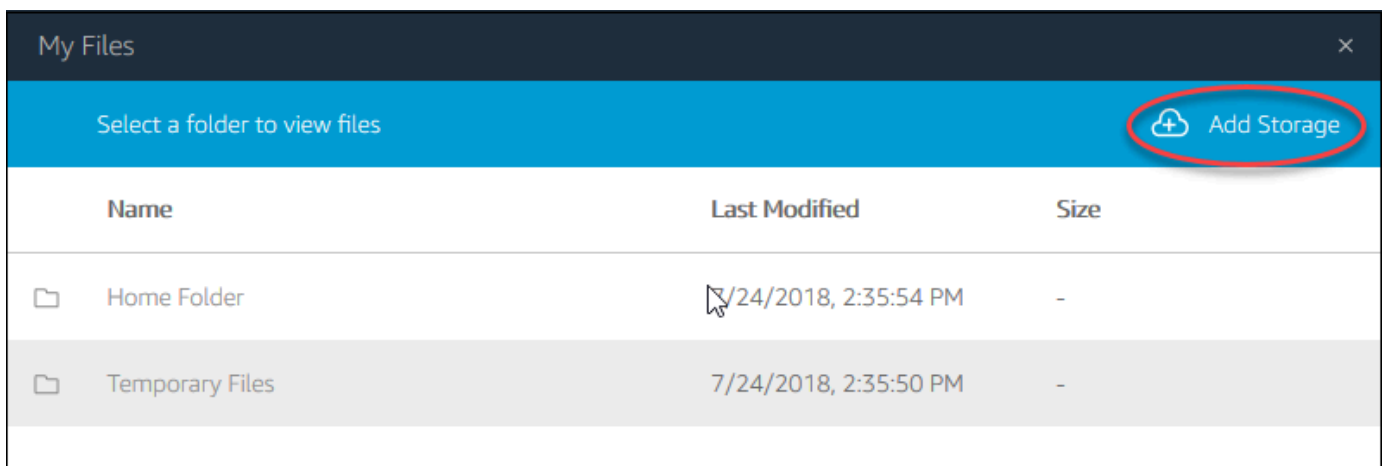 My Files ×
Select a folder to view files Add Storage
Name Last Modified Size
Home Folder 7/24/2018, 2:35:54 PM -
Temporary Files 7/24/2018, 2:35:50 PM -